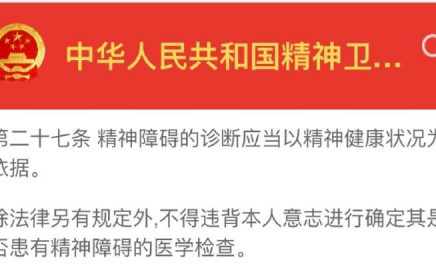 中华人民共和国精神卫...
第二十七条 精神障碍的诊断应当以精神健康状况为
依据。
除法律另有规定外,不得违背本人意志进行确定其是
否患有精神障碍的医学检查。